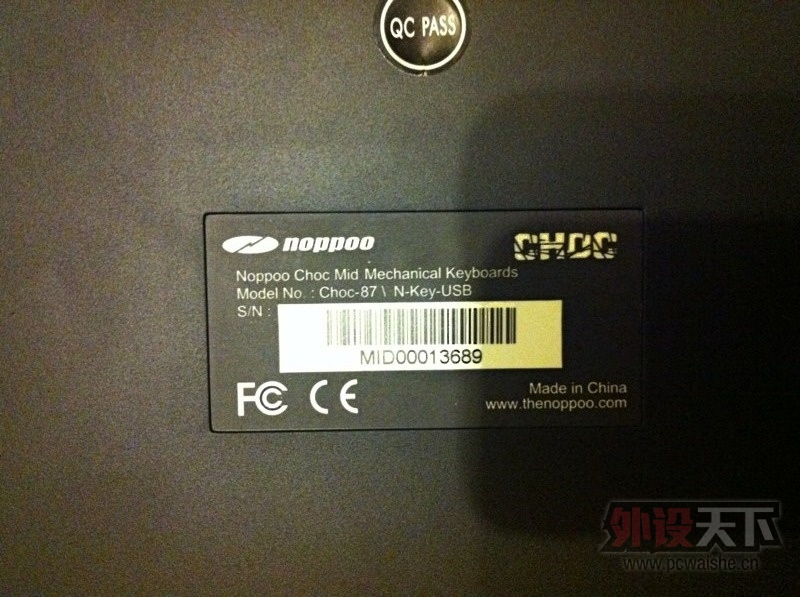 QC PASS
noppoo
CHOC
Noppoo Choc Mid Mechanical Keyboards
Model No. : Choc-87 \ N-Key-USB
S/N :
MID00013689
FC CE
Made in China
www.thenoppoo.com
外设天下
www.pcwaishe.cn